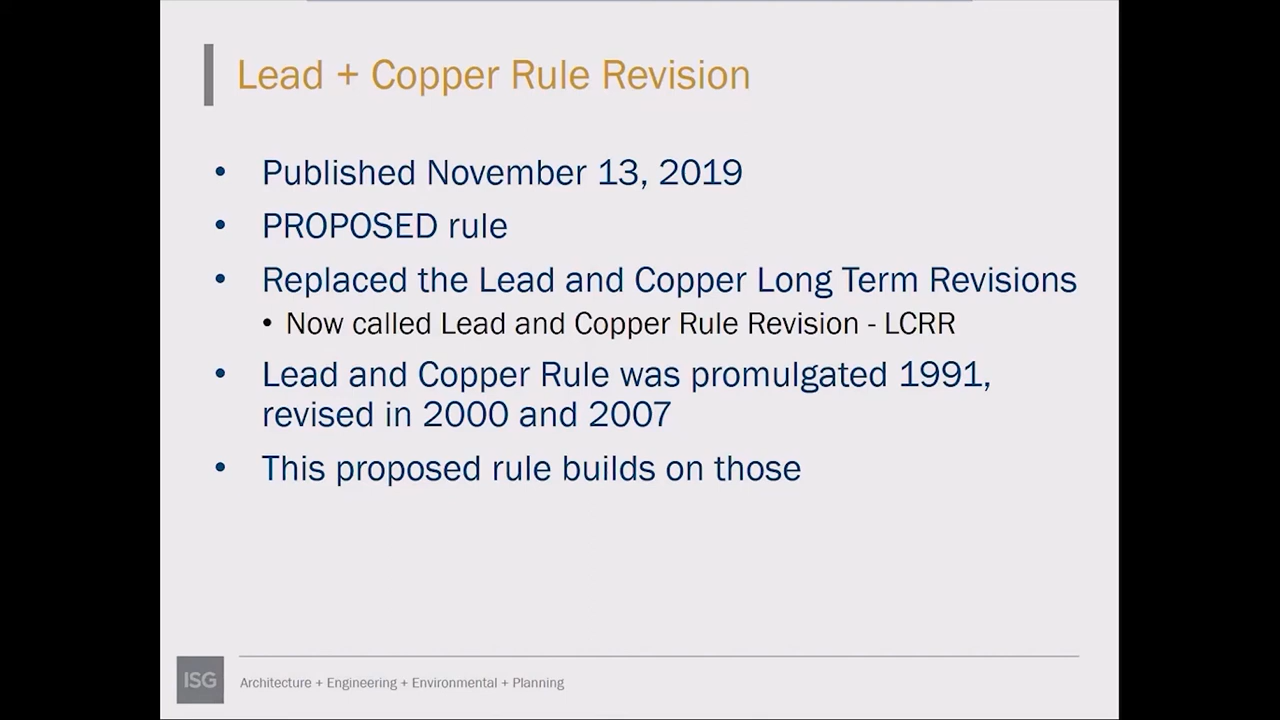 Lead + Copper Rule Revision
• Published November 13, 2019
• PROPOSED rule
• Replaced the Lead and Copper Long Term Revisions
• Now called Lead and Copper Rule Revision - LCRR
• Lead and Copper Rule was promulgated 1991,
revised in 2000 and 2007
• This proposed rule builds on those
ISG
Architecture + Engineering + Environmental + Planning